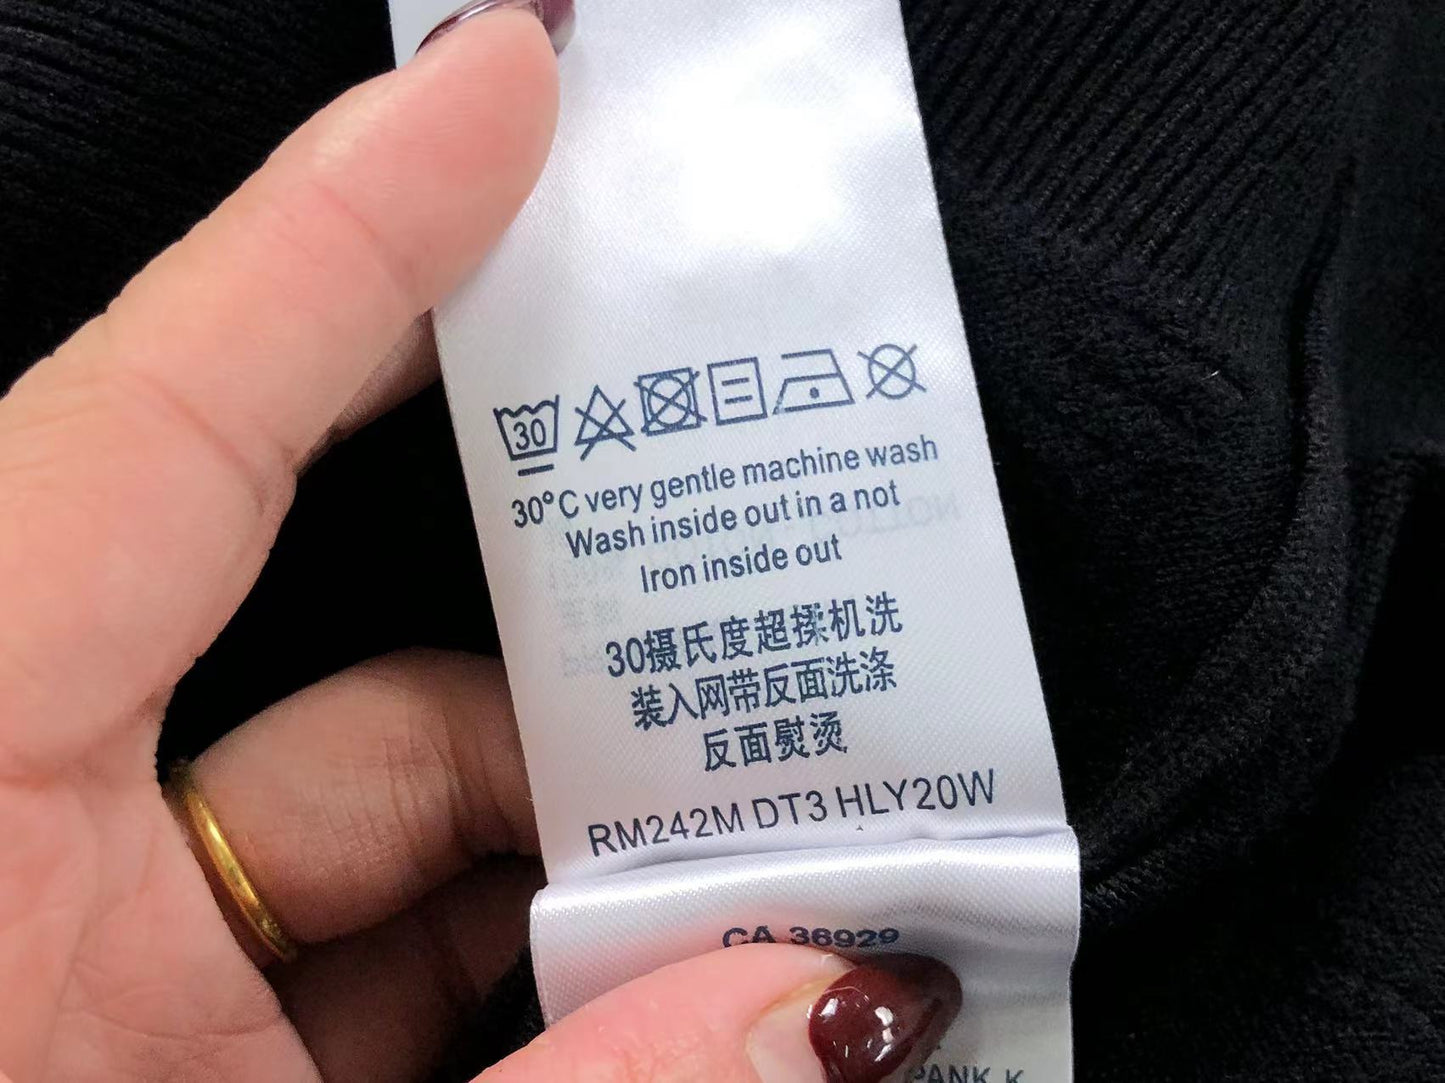 30
30°C very gentle machine wash
Wash inside out in a not
Iron inside out
30摄氏度超揉机洗
装入网带反面洗涤
反面熨烫
RM242M DT3 HLY20W
CA 36929